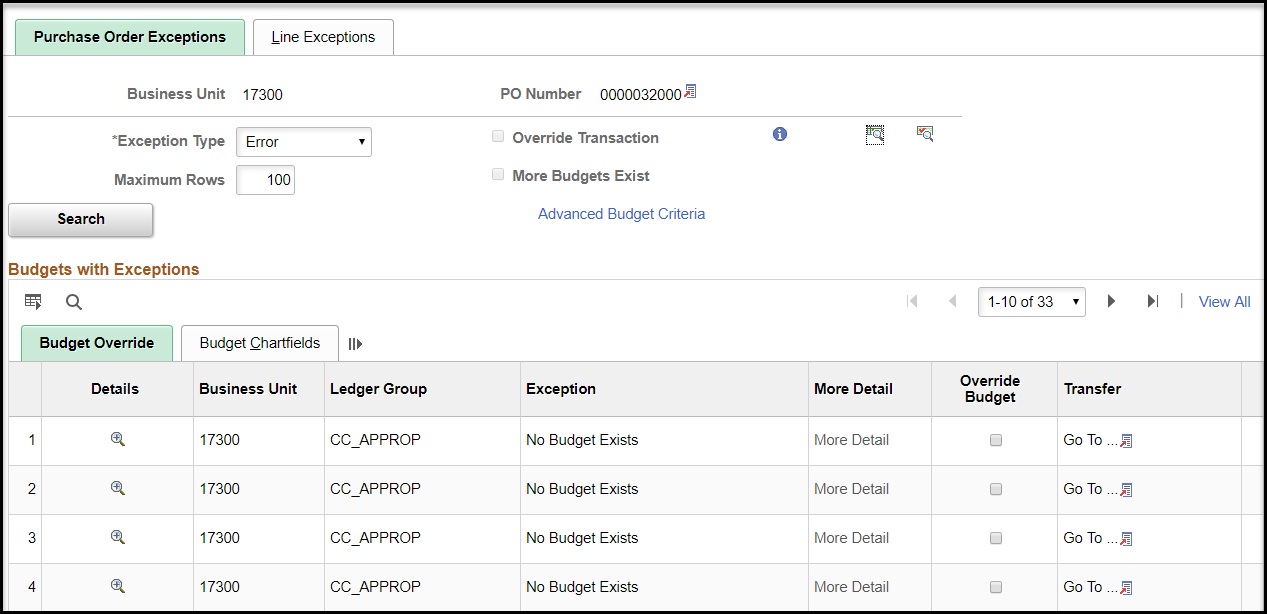 Purchase Order Exceptions Line Exceptions
Business Unit 17300 PO Number 0000032000
*Exception Type Error Override Transaction
Maximum Rows 100 More Budgets Exist
Search Advanced Budget Criteria
Budgets with Exceptions
1-10 of 33 View All
Budget Override Budget Chartfields
Details Business Unit Ledger Group Exception More Detail Override Budget Transfer
1 17300 CC_APPROP No Budget Exists More Detail Go To ...
2 17300 CC_APPROP No Budget Exists More Detail Go To ...
3 17300 CC_APPROP No Budget Exists More Detail Go To ...
4 17300 CC_APPROP No Budget Exists More Detail Go To ...